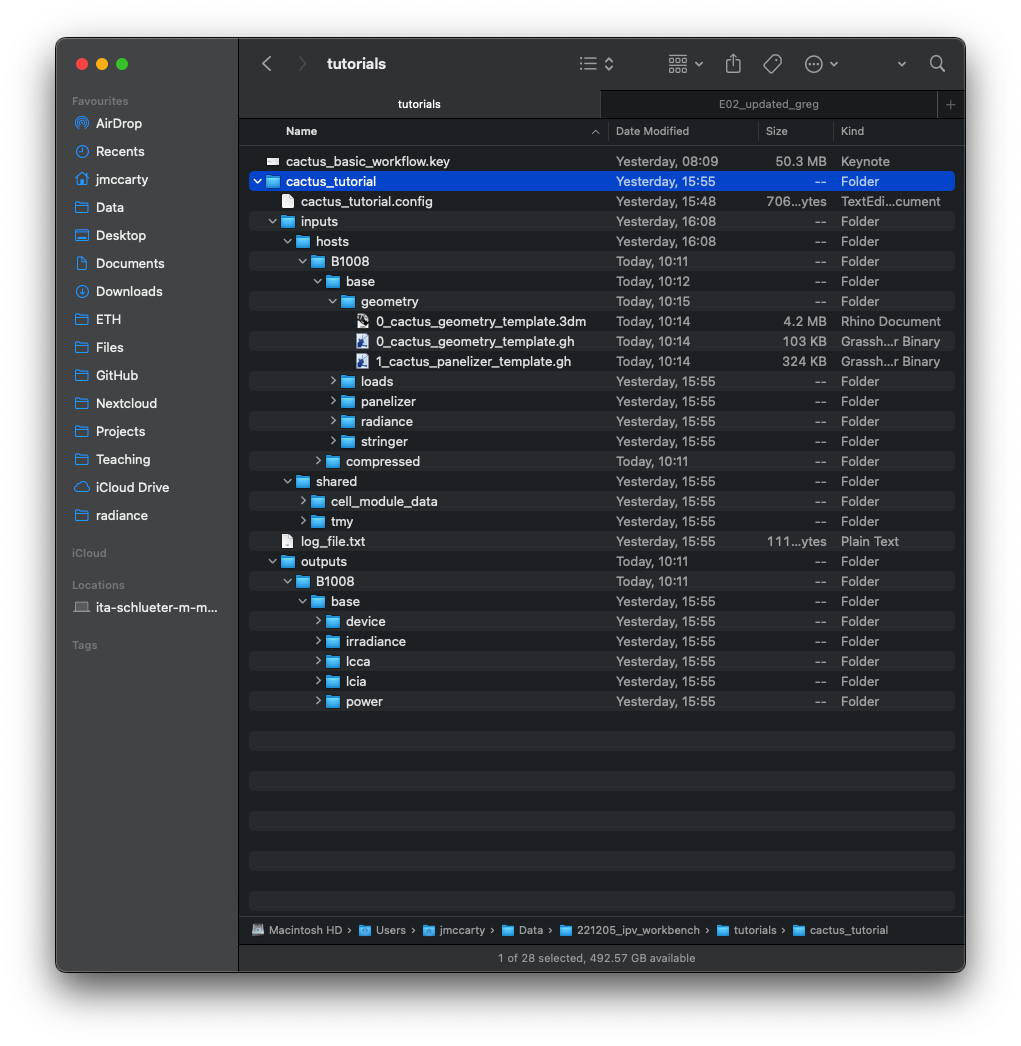 tutorials
tutorials
E02_updated_greg
Favourites
AirDrop
Recents
jmccarty
Data
Desktop
Documents
Downloads
ETH
Files
GitHub
Nextcloud
Projects
Teaching
iCloud Drive
radiance
iCloud
Locations
ita-schlueter-m-m...
Tags
Name Date Modified Size Kind
cactus_basic_workflow.key Yesterday, 08:09 50.3 MB Keynote
cactus_tutorial Yesterday, 15:55 -- Folder
cactus_tutorial.config Yesterday, 15:48 706...ytes TextEdi...cument
inputs Yesterday, 16:08 -- Folder
hosts Yesterday, 16:08 -- Folder
B1008 Today, 10:11 -- Folder
base Today, 10:12 -- Folder
geometry Today, 10:15 -- Folder
0_cactus_geometry_template.3dm Today, 10:14 4.2 MB Rhino Document
0_cactus_geometry_template.gh Today, 10:14 103 KB Grassh...r Binary
1_cactus_panelizer_template.gh Today, 10:14 324 KB Grassh...r Binary
loads Yesterday, 15:55 -- Folder
panelizer Yesterday, 15:55 -- Folder
radiance Yesterday, 15:55 -- Folder
stringer Yesterday, 15:55 -- Folder
compressed Today, 10:11 -- Folder
shared Yesterday, 15:55 -- Folder
cell_module_data Yesterday, 15:55 -- Folder
tmy Yesterday, 15:55 -- Folder
log_file.txt Yesterday, 15:55 111...ytes Plain Text
outputs Today, 10:11 -- Folder
B1008 Today, 10:11 -- Folder
base Yesterday, 15:55 -- Folder
device Yesterday, 15:55 -- Folder
irradiance Yesterday, 15:55 -- Folder
lcca Yesterday, 15:55 -- Folder
lcia Yesterday, 15:55 -- Folder
power Yesterday, 15:55 -- Folder
Macintosh HD › Users › jmccarty › Data › 221205_ipv_workbench › tutorials › cactus_tutorial
1 of 28 selected, 492.57 GB available